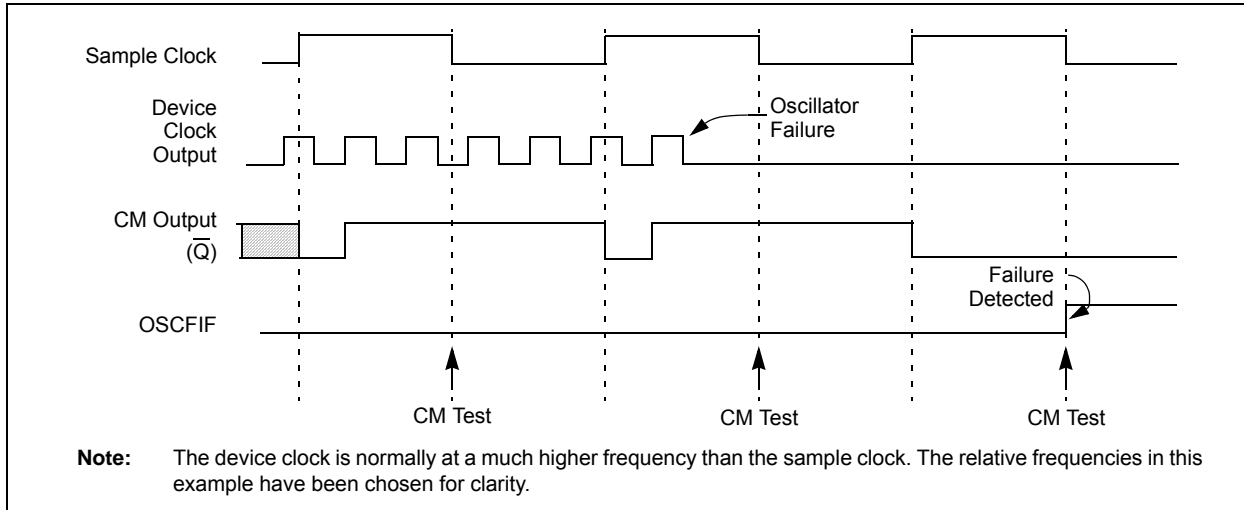 Sample Clock
Device
Clock
Output
Oscillator
Failure
CM Output
(Q̅)
Failure
Detected
OSCFIF
CM Test
CM Test
CM Test
Note: The device clock is normally at a much higher frequency than the sample clock. The relative frequencies in this
example have been chosen for clarity.